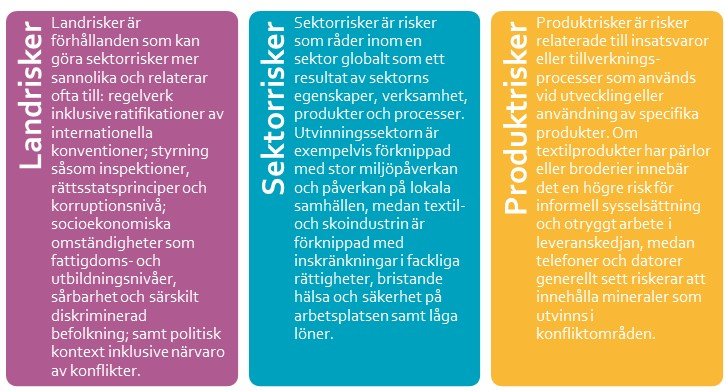 Landrisker
Landrisker är
förhållanden som kan
göra sektorrisker mer
sannolika och relaterar
ofta till: regelverk
inklusive ratifikationer av
internationella
konventioner; styrning
såsom inspektioner,
rättsstatsprinciper och
korruptionsnivå;
socioekonomiska
omständigheter som
fattigdoms- och
utbildningsnivåer,
sårbarhet och särskilt
diskriminerad
befolkning; samt politisk
kontext inklusive närvaro
av konflikter.
Sektorrisker
Sektorrisker är risker
som råder inom en
sektor globalt som ett
resultat av sektorns
egenskaper, verksamhet,
produkter och processer.
Utvinningssektorn är
exempelvis förknippad
med stor miljöpåverkan
och påverkan på lokala
samhällen, medan textil-
och skoindustrin är
förknippad med
inskränkningar i fackliga
rättigheter, bristande
hälsa och säkerhet på
arbetsplatsen samt låga
löner.
Produktrisker
Produktrisker är risker
relaterade till insatsvaror
eller tillverknings-
processer som används
vid utveckling eller
användning av specifika
produkter. Om
textilprodukter har pärlor
eller broderier innebär
det en högre risk för
informell sysselsättning
och otryggt arbete i
leveranskedjan, medan
telefoner och datorer
generellt sett riskerar att
innehålla mineraler som
utvinns i
konfliktområden.